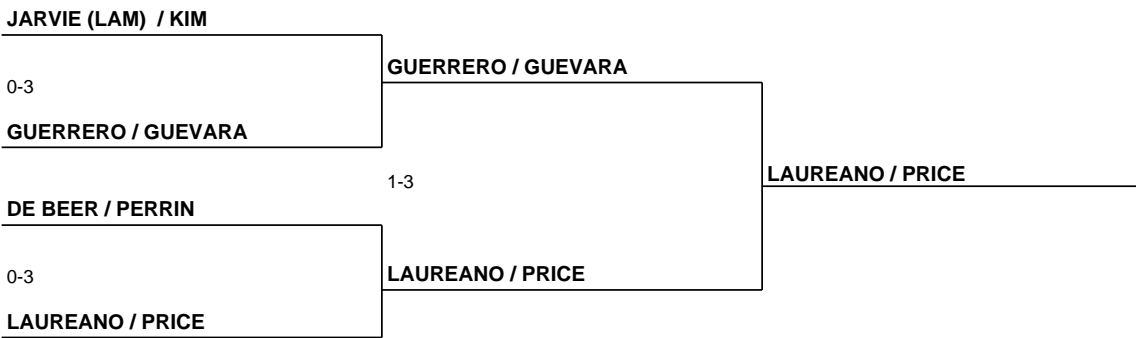 JARVIE (LAM) / KIM
GUERRERO / GUEVARA
0-3
GUERRERO / GUEVARA
1-3
LAUREANO / PRICE
DE BEER / PERRIN
0-3
LAUREANO / PRICE
LAUREANO / PRICE